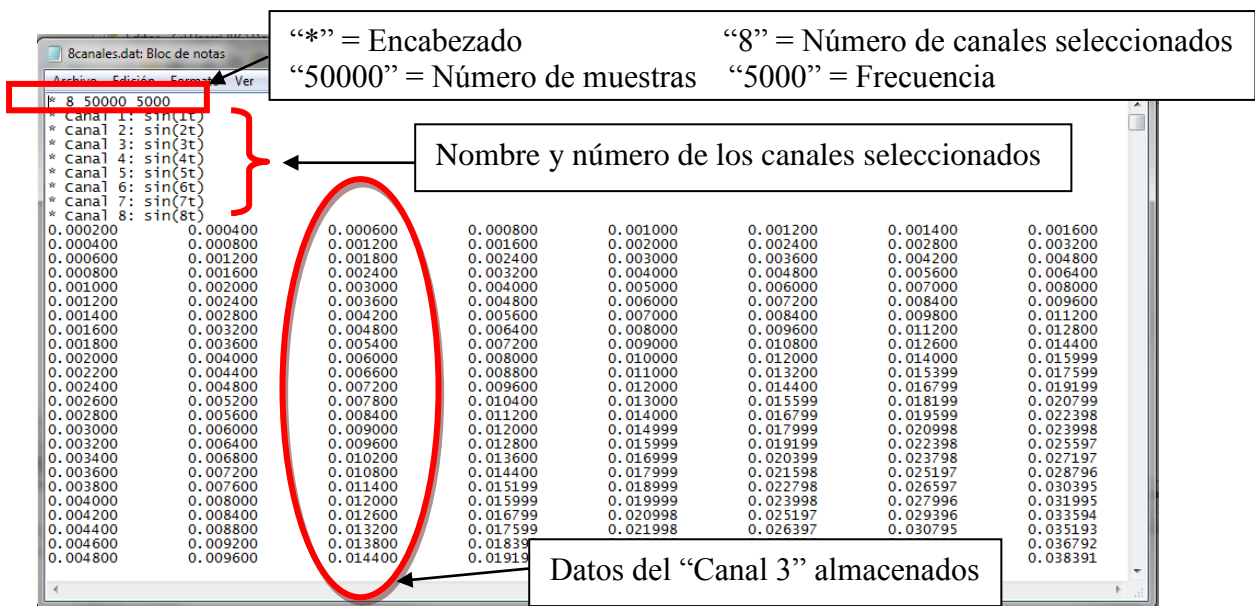 “*” = Encabezado “8” = Número de canales seleccionados
“50000” = Número de muestras “5000” = Frecuencia
8canales.dat: Bloc de notas
Archivo Edición Formato Ver
* 8 50000 5000
* Canal 1: sin(1t)
* Canal 2: sin(2t)
* Canal 3: sin(3t)
* Canal 4: sin(4t)
* Canal 5: sin(5t)
* Canal 6: sin(6t)
* Canal 7: sin(7t)
* Canal 8: sin(8t)
Nombre y número de los canales seleccionados
0.000200 0.000400 0.000600 0.000800 0.001000 0.001200 0.001400 0.001600
0.000400 0.000800 0.001200 0.001600 0.002000 0.002400 0.002800 0.003200
0.000600 0.001200 0.001800 0.002400 0.003000 0.003600 0.004200 0.004800
0.000800 0.001600 0.002400 0.003200 0.004000 0.004800 0.005600 0.006400
0.001000 0.002000 0.003000 0.004000 0.005000 0.006000 0.007000 0.008000
0.001200 0.002400 0.003600 0.004800 0.006000 0.007200 0.008400 0.009600
0.001400 0.002800 0.004200 0.005600 0.007000 0.008400 0.009800 0.011200
0.001600 0.003200 0.004800 0.006400 0.008000 0.009600 0.011200 0.012800
0.001800 0.003600 0.005400 0.007200 0.009000 0.010800 0.012600 0.014400
0.002000 0.004000 0.006000 0.008000 0.010000 0.012000 0.014000 0.015999
0.002200 0.004400 0.006600 0.008800 0.011000 0.013200 0.015399 0.017599
0.002400 0.004800 0.007200 0.009600 0.012000 0.014400 0.016799 0.019199
0.002600 0.005200 0.007800 0.010400 0.013000 0.015599 0.018199 0.020799
0.002800 0.005600 0.008400 0.011200 0.014000 0.016799 0.019599 0.022398
0.003000 0.006000 0.009000 0.012000 0.014999 0.017999 0.020998 0.023998
0.003200 0.006400 0.009600 0.012800 0.015999 0.019199 0.022398 0.025597
0.003400 0.006800 0.010200 0.013600 0.016999 0.020399 0.023798 0.027197
0.003600 0.007200 0.010800 0.014400 0.017999 0.021598 0.025197 0.028796
0.003800 0.007600 0.011400 0.015199 0.018999 0.022798 0.026597 0.030395
0.004000 0.008000 0.012000 0.015999 0.019999 0.023998 0.027996 0.031995
0.004200 0.008400 0.012600 0.016799 0.020998 0.025197 0.029396 0.033594
0.004400 0.008800 0.013200 0.017599 0.021998 0.026397 0.030795 0.035193
0.004600 0.009200 0.013800 0.01839 0.036792
0.004800 0.009600 0.014400 0.01919 0.038391
Datos del “Canal 3” almacenados